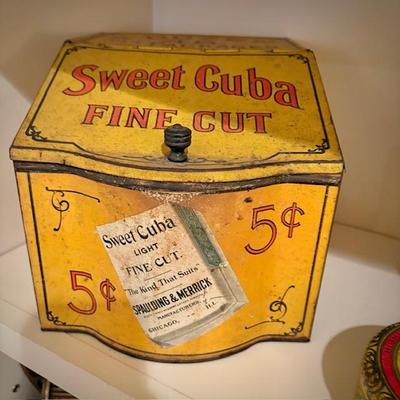 Sweet Cuba
FINE CUT
5¢
Sweet Cuba
LIGHT
FINE CUT.
"The Kind That Suits"
SPAULDING & MERRICK
MANUFACTURERS,
CHICAGO, ILL
5¢